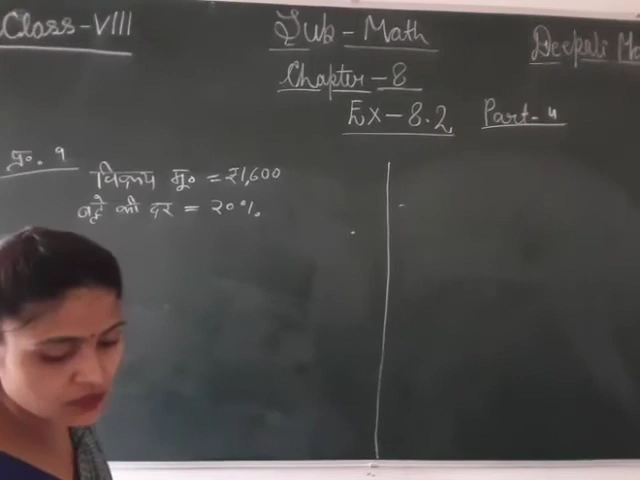 Class-VIII
Sub-Math
Deepali
Chapter-8
Ex-8.2 Part-4
प्र०. 9
विक्रय मू० = ₹1,600
बट्टे की दर = 20%